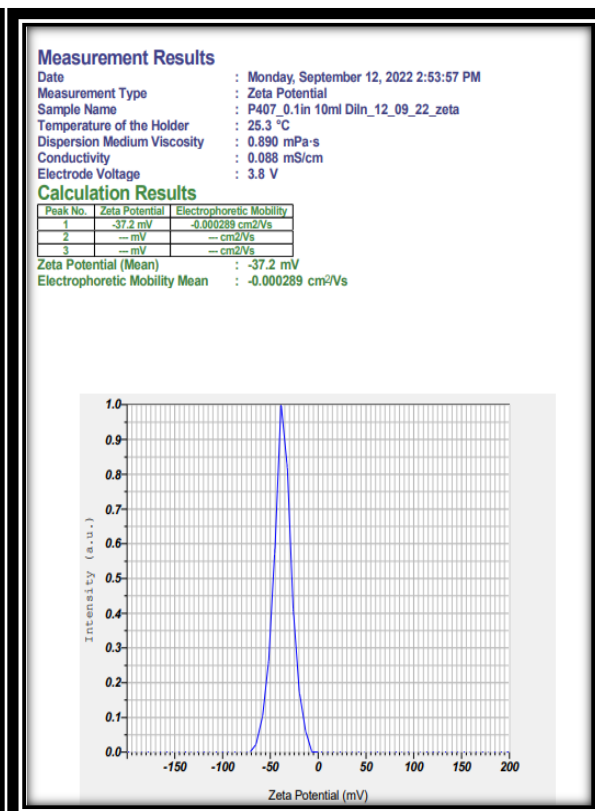 Measurement Results
Date : Monday, September 12, 2022 2:53:57 PM
Measurement Type : Zeta Potential
Sample Name : P407_0.1in 10ml Diln_12_09_22_zeta
Temperature of the Holder : 25.3 °C
Dispersion Medium Viscosity : 0.890 mPa·s
Conductivity : 0.088 mS/cm
Electrode Voltage : 3.8 V
Calculation Results
Peak No. Zeta Potential Electrophoretic Mobility
1 -37.2 mV -0.000289 cm2/Vs
2 --- mV --- cm2/Vs
3 --- mV --- cm2/Vs
Zeta Potential (Mean) : -37.2 mV
Electrophoretic Mobility Mean : -0.000289 cm²/Vs
1.0
0.9
0.8
0.7
0.6
0.5
0.4
0.3
0.2
0.1
0.0
Intensity (a.u.)
-150 -100 -50 0 50 100 150 200
Zeta Potential (mV)